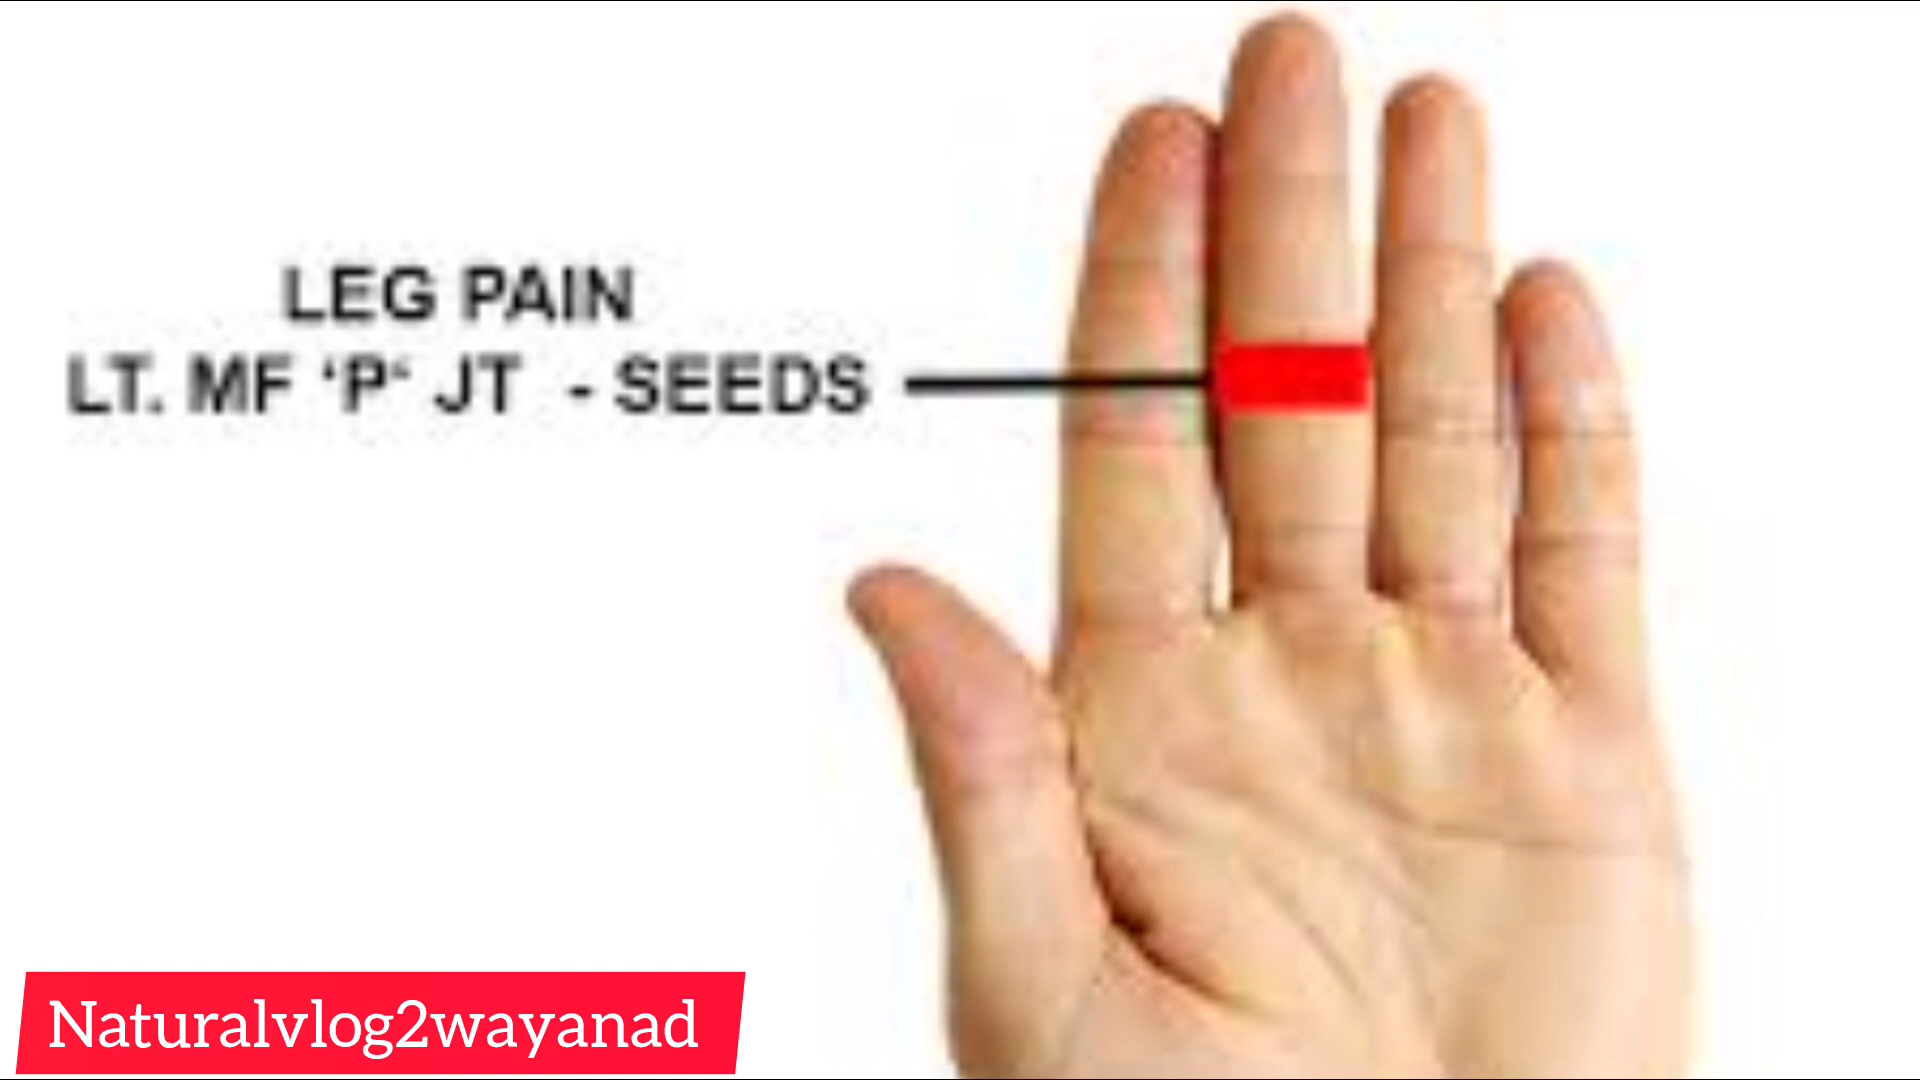 LEG PAIN
LT. MF ‘P‘ JT - SEEDS
Naturalvlog2wayanad